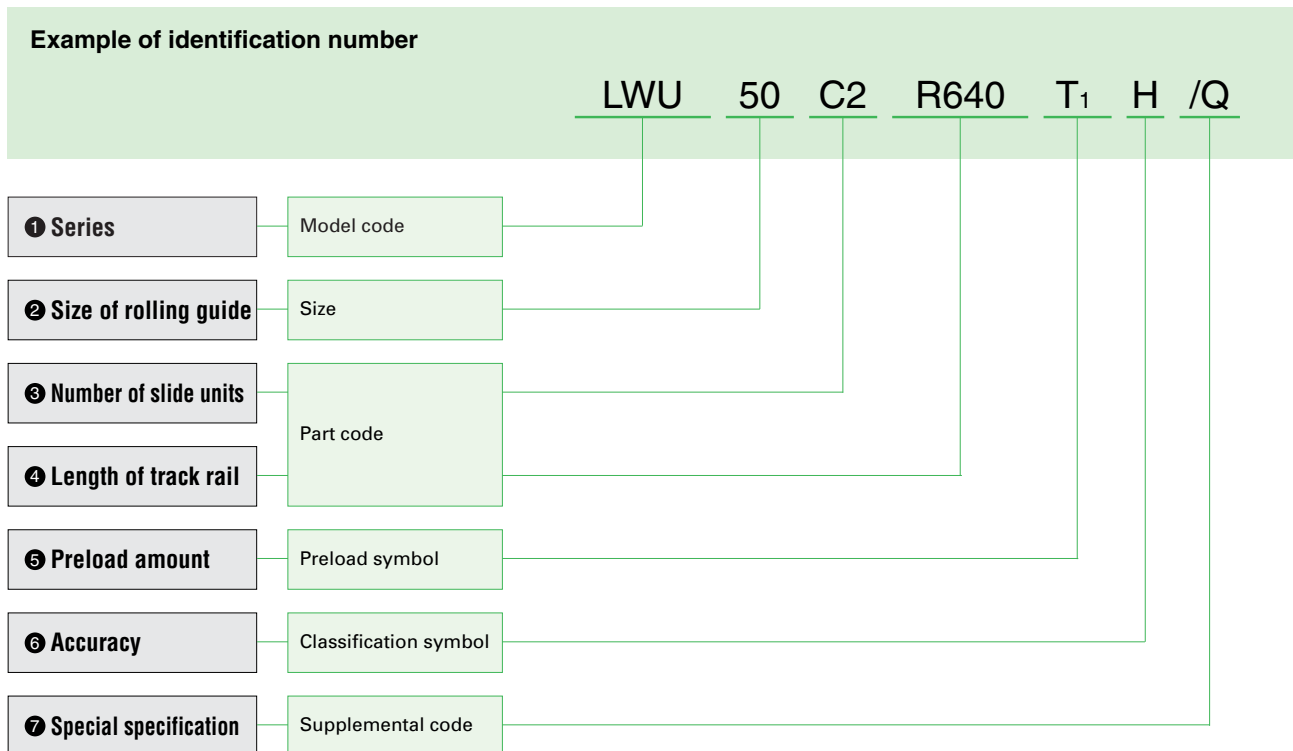 Example of identification number
LWU 50 C2 R640 T1 H /Q
❶ Series Model code
❷ Size of rolling guide Size
❸ Number of slide units
Part code
❹ Length of track rail
❺ Preload amount Preload symbol
❻ Accuracy Classification symbol
❼ Special specification Supplemental code